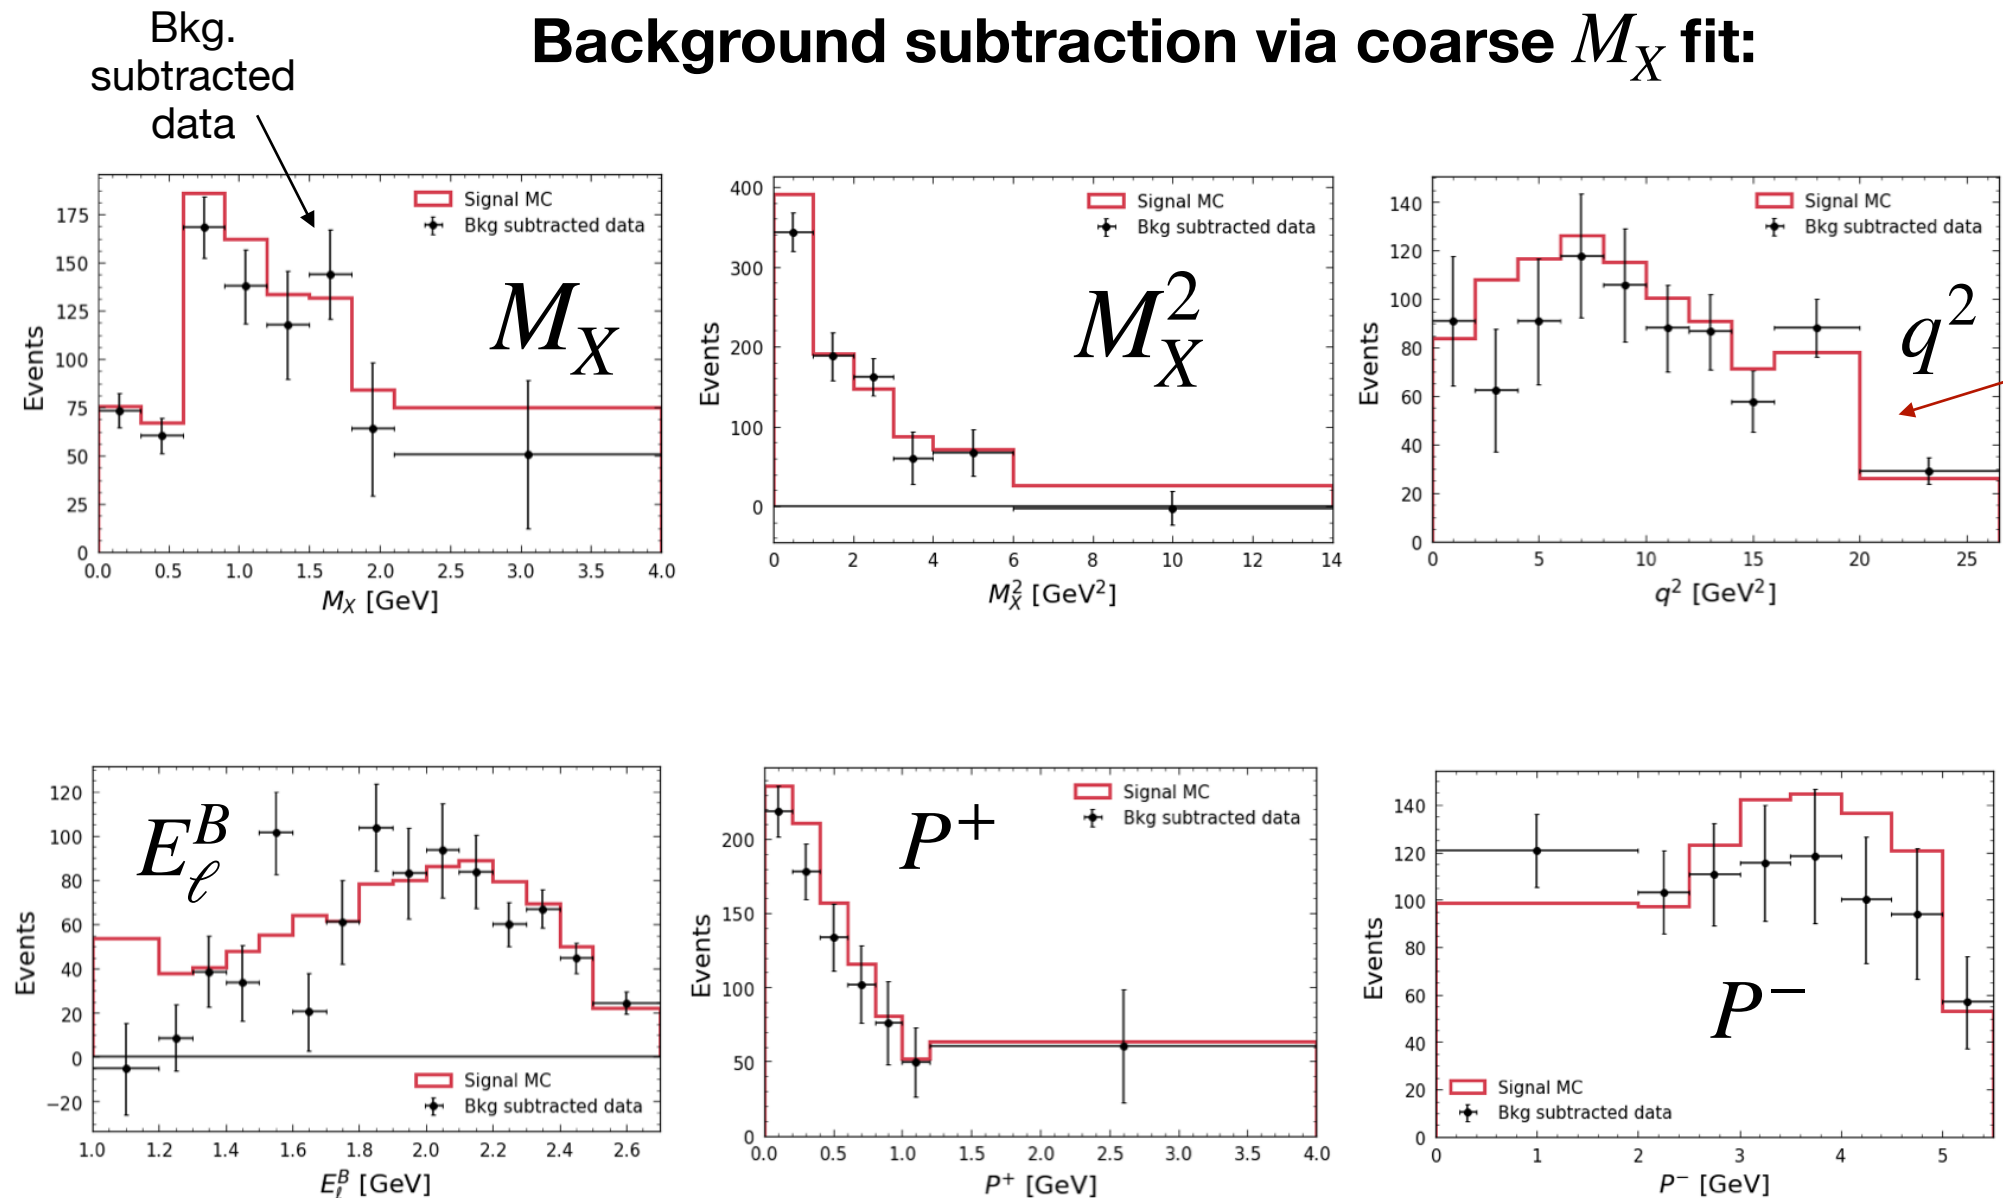 Bkg.
subtracted
data
Background subtraction via coarse M_X fit:
175
150
125
100
75
50
25
0
Events
0.0 0.5 1.0 1.5 2.0 2.5 3.0 3.5 4.0
M_X [GeV]
Signal MC
Bkg subtracted data
M_X
400
300
200
100
0
Events
0 2 4 6 8 10 12 14
M_X^2 [GeV^2]
Signal MC
Bkg subtracted data
M_X^2
140
120
100
80
60
40
20
0
Events
0 5 10 15 20 25
q^2 [GeV^2]
Signal MC
Bkg subtracted data
q^2
120
100
80
60
40
20
0
−20
Events
1.0 1.2 1.4 1.6 1.8 2.0 2.2 2.4 2.6
E_ℓ^B [GeV]
E_ℓ^B
Signal MC
Bkg subtracted data
200
150
100
50
0
Events
0.0 0.5 1.0 1.5 2.0 2.5 3.0 3.5 4.0
P^+ [GeV]
Signal MC
Bkg subtracted data
P^+
140
120
100
80
60
40
20
0
Events
0 1 2 3 4 5
P^− [GeV]
P^−
Signal MC
Bkg subtracted data